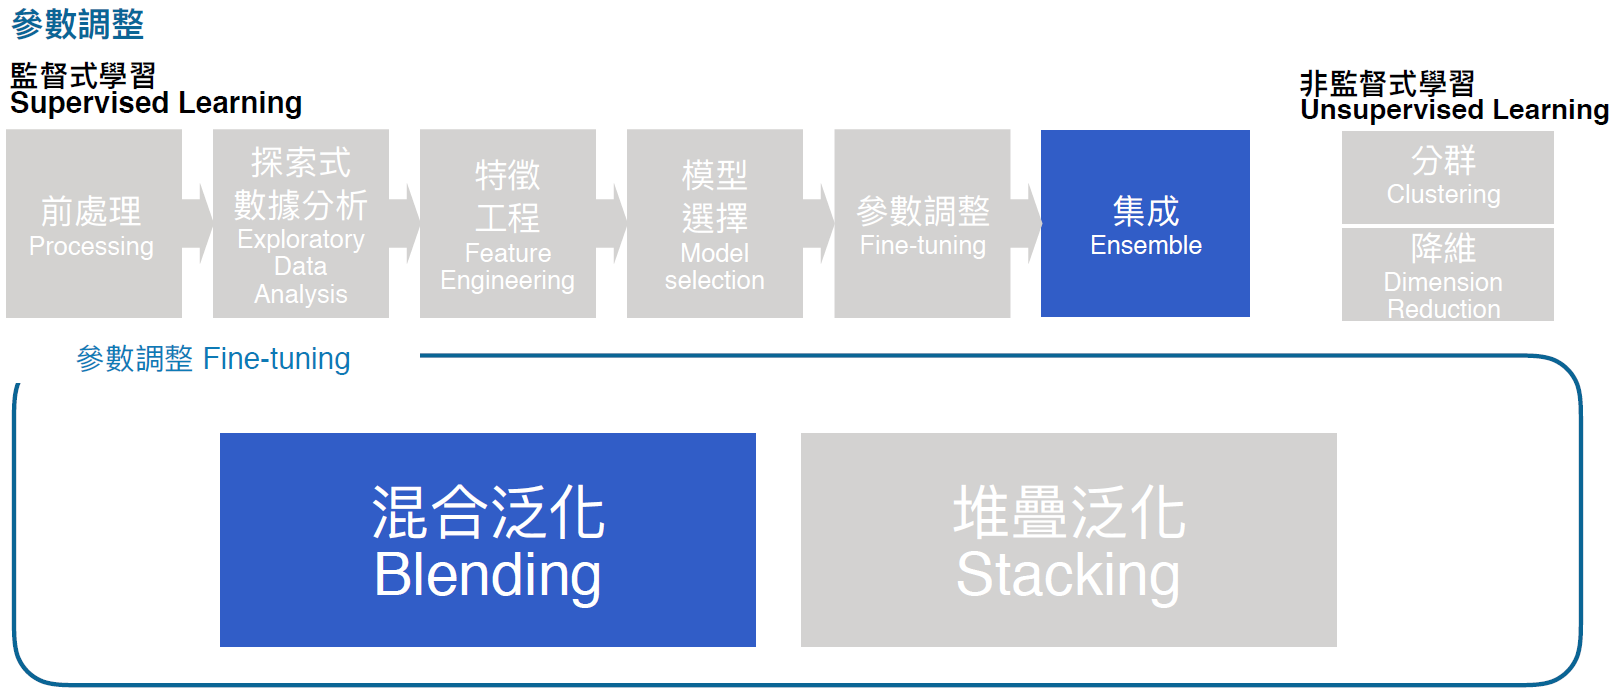 參數調整
監督式學習
Supervised Learning
非監督式學習
Unsupervised Learning
前處理
Processing
探索式
數據分析
Exploratory
Data
Analysis
特徵
工程
Feature
Engineering
模型
選擇
Model
selection
參數調整
Fine-tuning
集成
Ensemble
分群
Clustering
降維
Dimension
Reduction
參數調整 Fine-tuning
混合泛化
Blending
堆疊泛化
Stacking